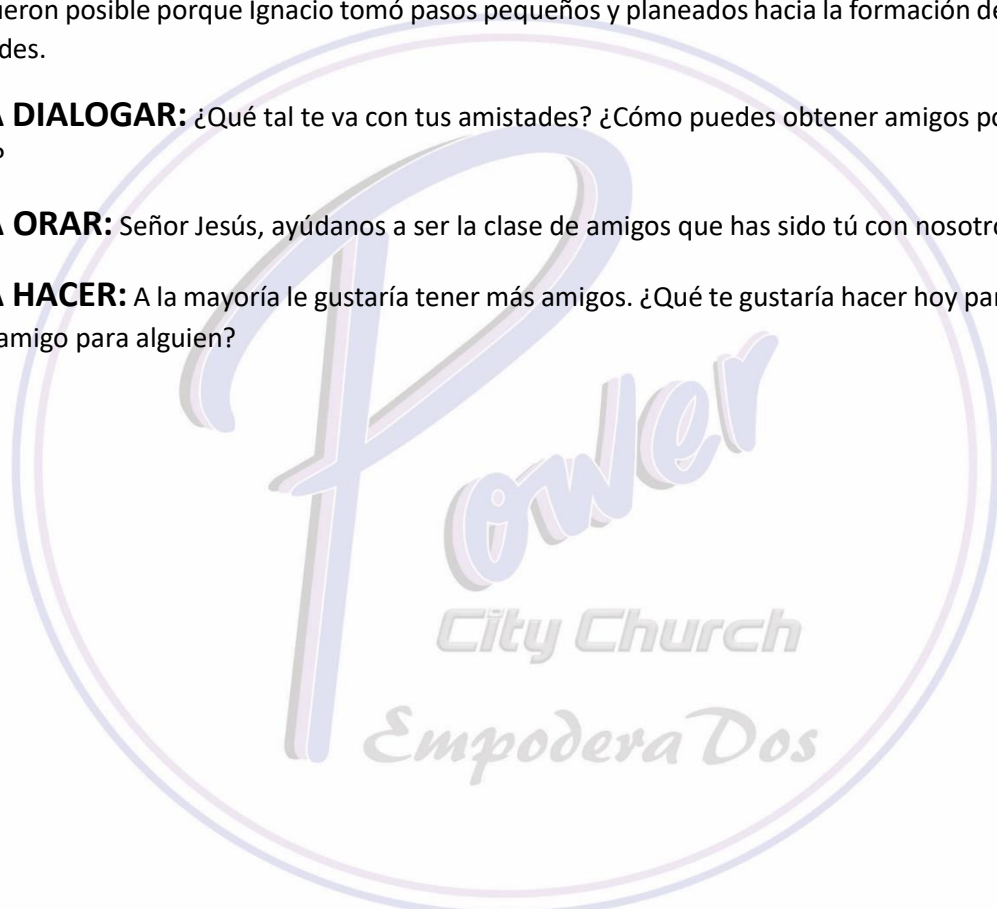 ueron posible porque Ignacio tomó pasos pequeños y planeados hacia la formación de
des.
A DIALOGAR: ¿Qué tal te va con tus amistades? ¿Cómo puedes obtener amigos po
?
A ORAR: Señor Jesús, ayúdanos a ser la clase de amigos que has sido tú con nosotro
A HACER: A la mayoría le gustaría tener más amigos. ¿Qué te gustaría hacer hoy par
amigo para alguien?
Power
City Church
EmpoderaDos